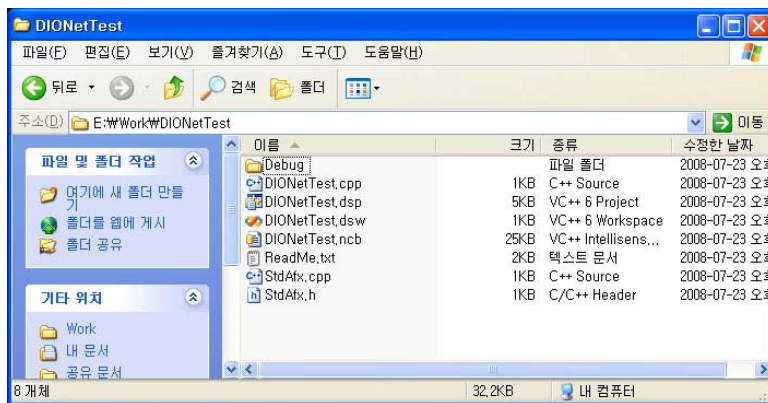 DIONetTest
파일(F) 편집(E) 보기(V) 즐겨찾기(A) 도구(T) 도움말(H)
뒤로 검색 폴더
주소(D) E:₩Work₩DIONetTest 이동
파일 및 폴더 작업
여기에 새 폴더 만들
기
폴더를 웹에 게시
폴더 공유
기타 위치
Work
내 문서
공유 문서
이름 크기 종류 수정한 날짜
Debug 파일 폴더 2008-07-23 오후
DIONetTest.cpp 1KB C++ Source 2008-07-23 오후
DIONetTest.dsp 5KB VC++ 6 Project 2008-07-23 오후
DIONetTest.dsw 1KB VC++ 6 Workspace 2008-07-23 오후
DIONetTest.ncb 25KB VC++ Intellisens... 2008-07-23 오후
ReadMe.txt 2KB 텍스트 문서 2008-07-23 오후
StdAfx.cpp 1KB C++ Source 2008-07-23 오후
StdAfx.h 1KB C/C++ Header 2008-07-23 오후
8 개체 32.2KB 내 컴퓨터